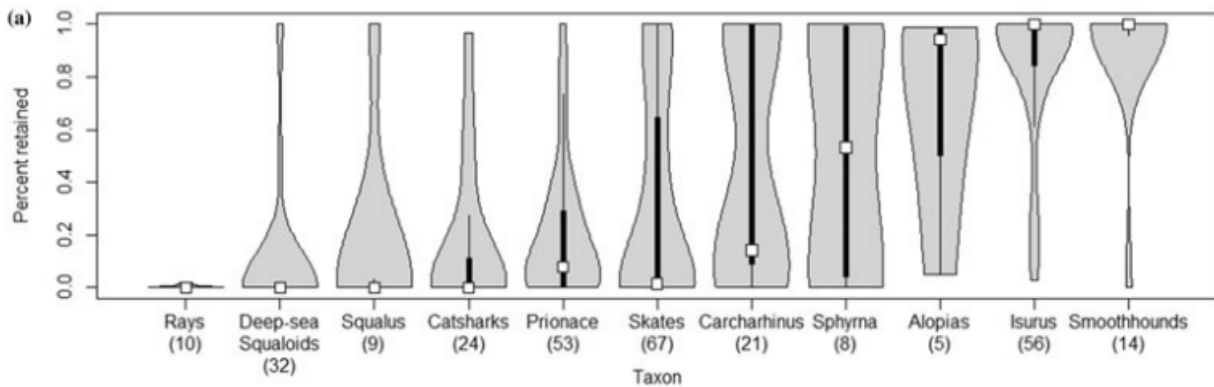 (a)
Percent retained
1.0
0.8
0.6
0.4
0.2
0.0
Rays Deep-sea Squalus Catsharks Prionace Skates Carcharhinus Sphyrna Alopias Isurus Smoothhounds
(10) Squaloids (9) (24) (53) (67) (21) (8) (5) (56) (14)
(32)
Taxon